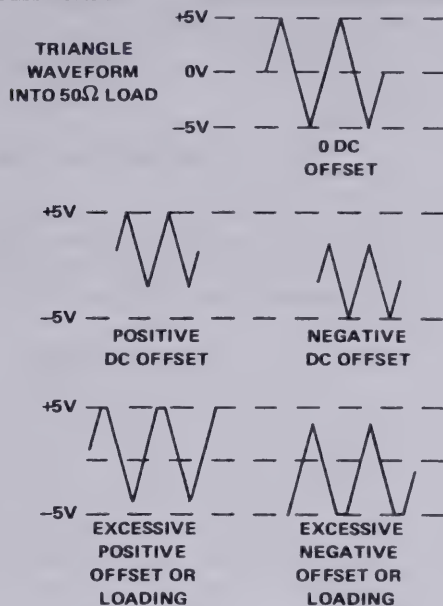 +5V
TRIANGLE
WAVEFORM
INTO 50Ω LOAD
0V
−5V
0 DC
OFFSET
+5V
−5V
POSITIVE
DC OFFSET
NEGATIVE
DC OFFSET
+5V
−5V
EXCESSIVE
POSITIVE
OFFSET OR
LOADING
EXCESSIVE
NEGATIVE
OFFSET OR
LOADING